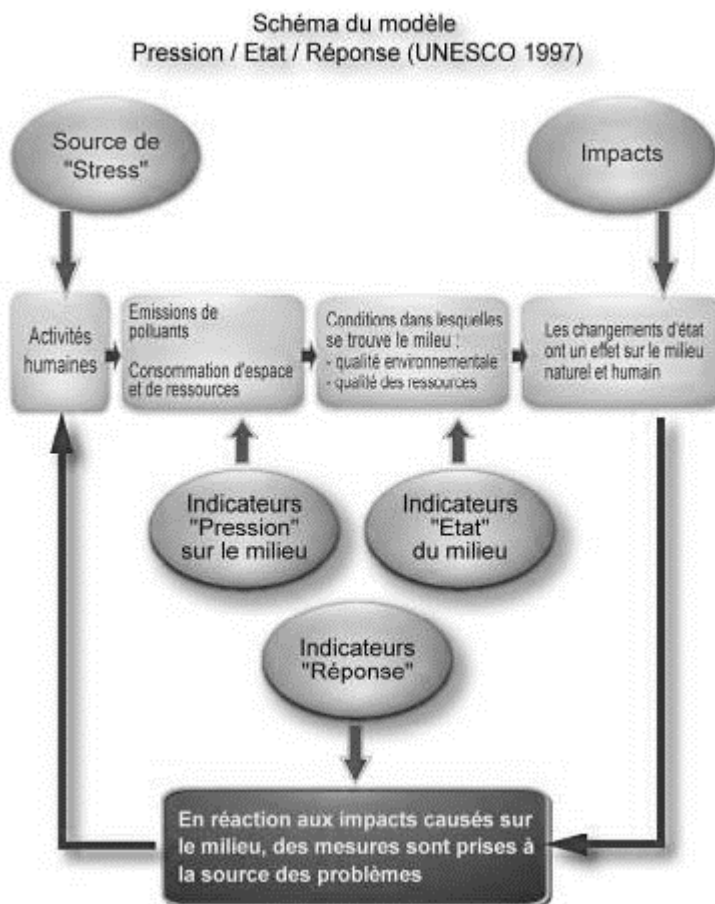 Schéma du modèle
Pression / Etat / Réponse (UNESCO 1997)
Source de
"Stress"
Impacts
Activités
humaines
Emissions de
polluants
Consommation d'espace
et de ressources
Conditions dans lesquelles
se trouve le mileu :
- qualité environnementale
- qualité des ressources
Les changements d'état
ont un effet sur le milieu
naturel et humain
Indicateurs
"Pression"
sur le milieu
Indicateurs
"Etat"
du milieu
Indicateurs
"Réponse"
En réaction aux impacts causés sur
le milieu, des mesures sont prises à
la source des problèmes